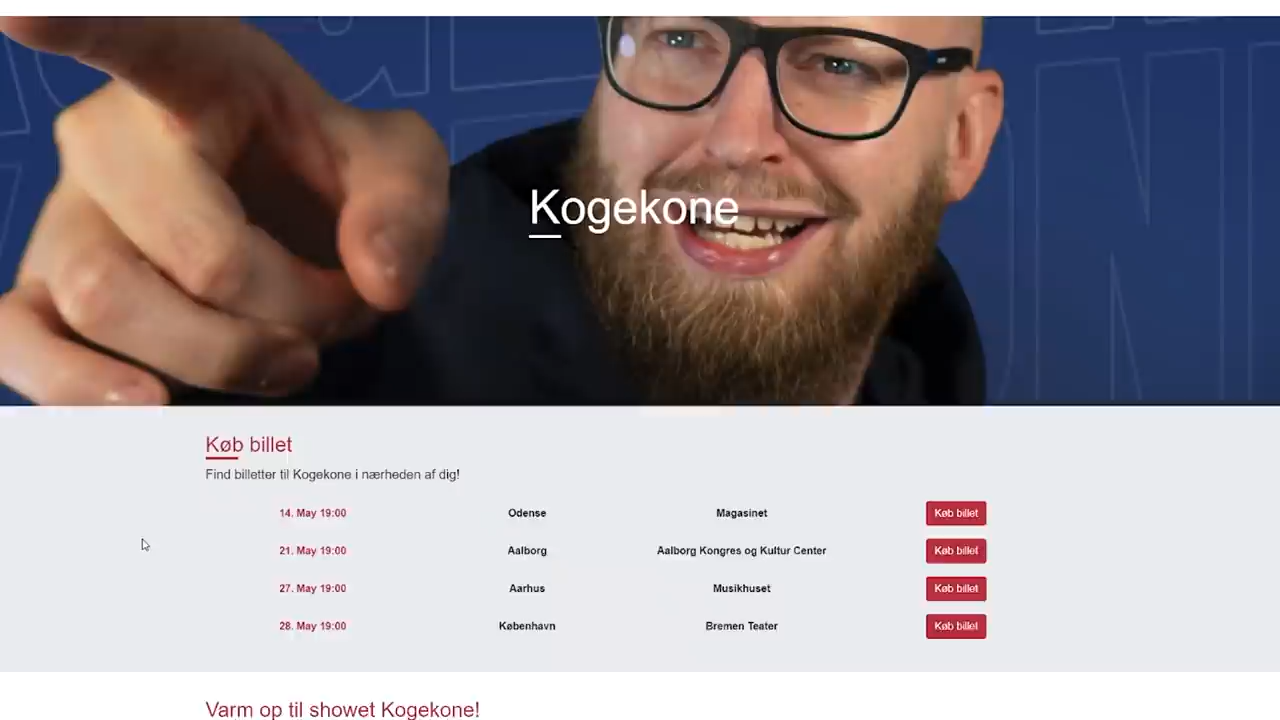 Kogekone
Køb billet
Find billetter til Kogekone i nærheden af dig!
14. May 19:00 Odense Magasinet Køb billet
21. May 19:00 Aalborg Aalborg Kongres og Kultur Center Køb billet
27. May 19:00 Aarhus Musikhuset Køb billet
28. May 19:00 København Bremen Teater Køb billet
Varm op til showet Kogekone!